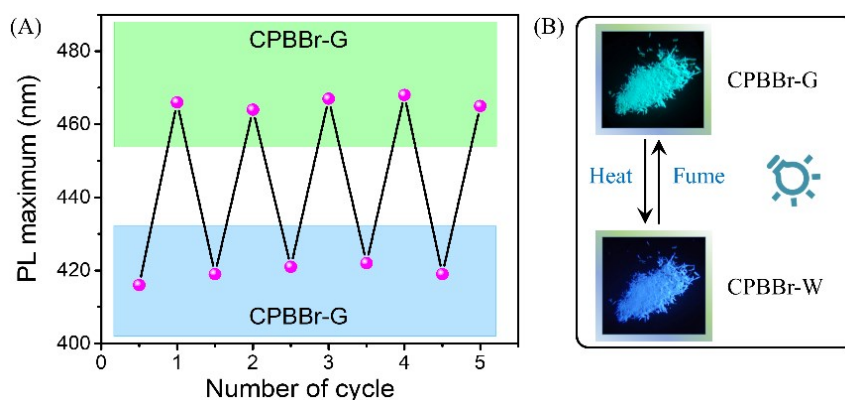 (A)
CPBBr-G
CPBBr-G
PL maximum (nm)
480
460
440
420
400
0 1 2 3 4 5
Number of cycle
(B)
CPBBr-G
Heat Fume
CPBBr-W